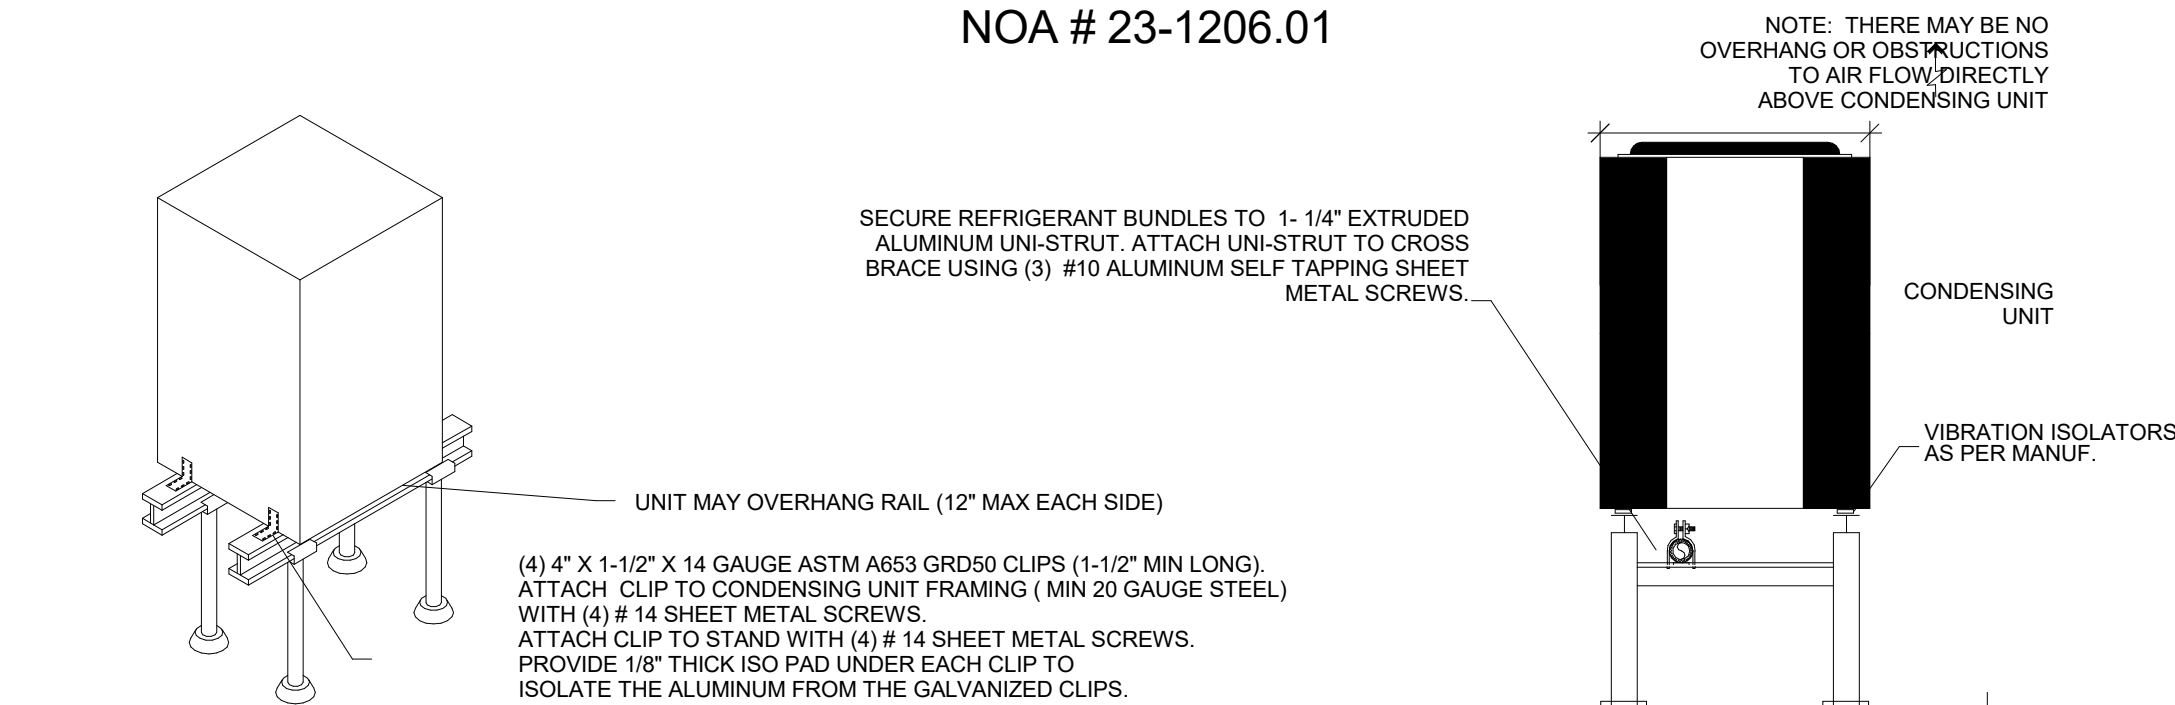 NOA # 23-1206.01
NOTE: THERE MAY BE NO
OVERHANG OR OBSTRUCTIONS
TO AIR FLOW DIRECTLY
ABOVE CONDENSING UNIT
SECURE REFRIGERANT BUNDLES TO 1- 1/4" EXTRUDED
ALUMINUM UNI-STRUT. ATTACH UNI-STRUT TO CROSS
BRACE USING (3) #10 ALUMINUM SELF TAPPING SHEET
METAL SCREWS.
CONDENSING
UNIT
VIBRATION ISOLATORS
AS PER MANUF.
UNIT MAY OVERHANG RAIL (12" MAX EACH SIDE)
(4) 4" X 1-1/2" X 14 GAUGE ASTM A653 GRD50 CLIPS (1-1/2" MIN LONG).
ATTACH CLIP TO CONDENSING UNIT FRAMING ( MIN 20 GAUGE STEEL)
WITH (4) # 14 SHEET METAL SCREWS.
ATTACH CLIP TO STAND WITH (4) # 14 SHEET METAL SCREWS.
PROVIDE 1/8" THICK ISO PAD UNDER EACH CLIP TO
ISOLATE THE ALUMINUM FROM THE GALVANIZED CLIPS.